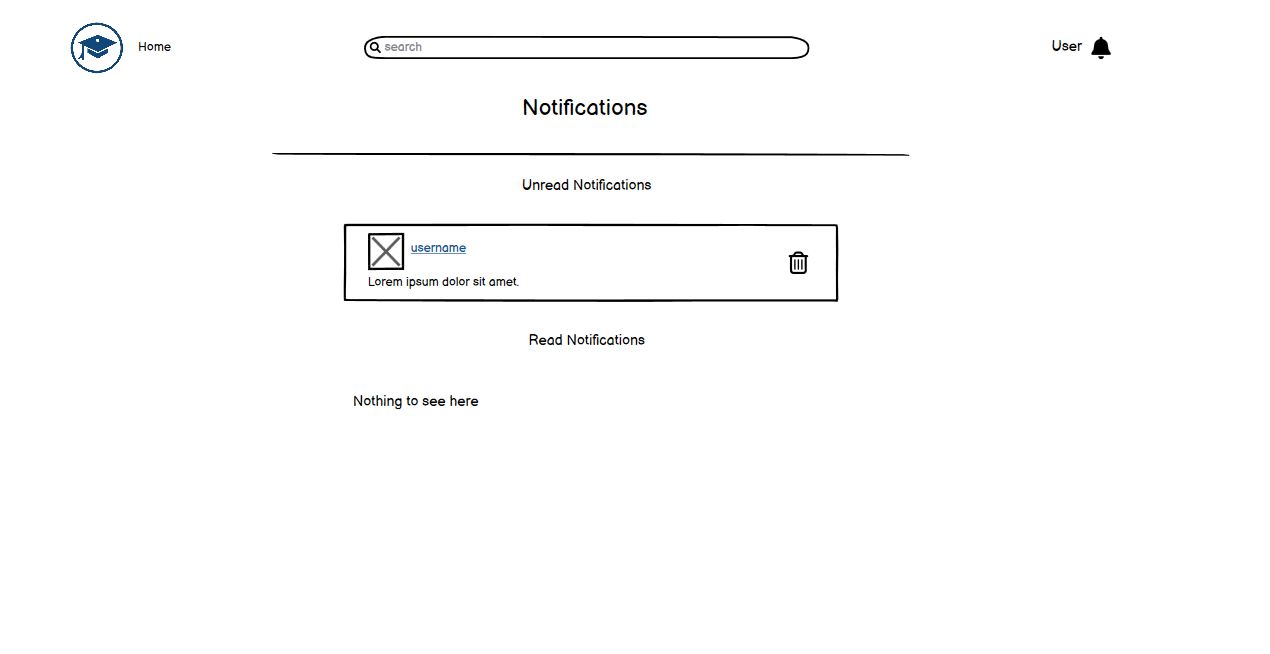 Home
search
User
Notifications
Unread Notifications
username
Lorem ipsum dolor sit amet.
Read Notifications
Nothing to see here